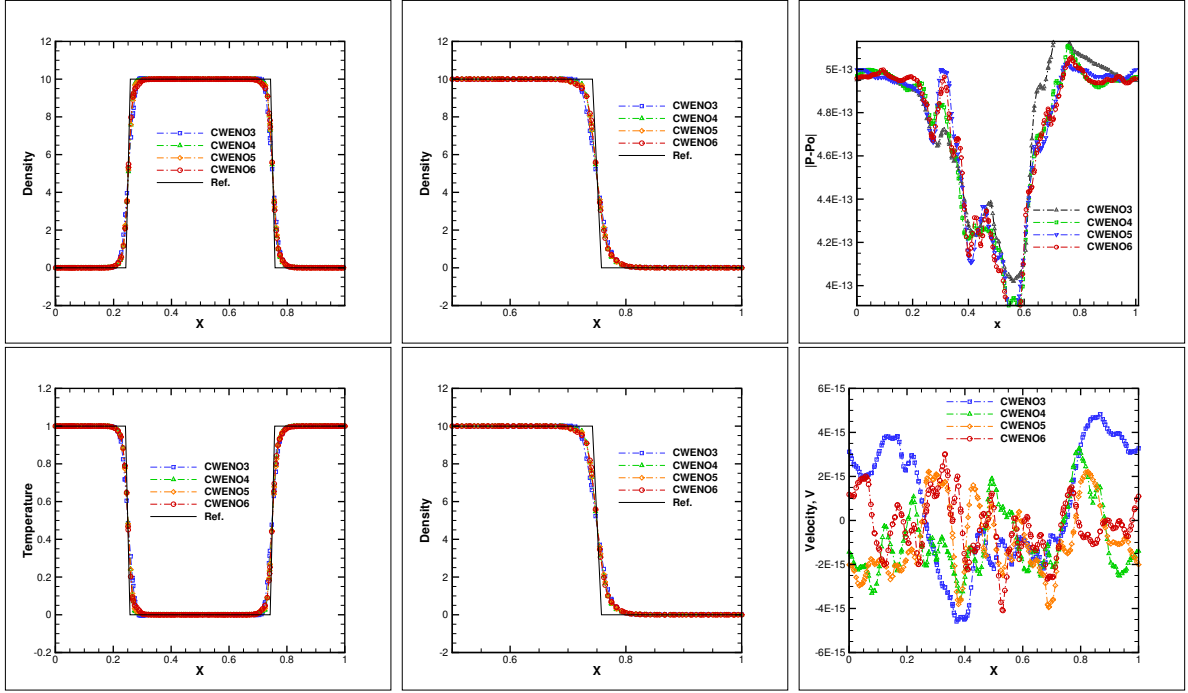 12
10
8
6
4
2
0
-2
Density
0
0.2
0.4
0.6
0.8
1
X
CWENO3
CWENO4
CWENO5
CWENO6
Ref.
12
10
8
6
4
2
0
-2
Density
0.6
0.8
1
X
CWENO3
CWENO4
CWENO5
CWENO6
Ref.
5E-13
4.8E-13
4.6E-13
4.4E-13
4.2E-13
4E-13
|P-Po|
0
0.2
0.4
0.6
0.8
1
x
CWENO3
CWENO4
CWENO5
CWENO6
1.2
1
0.8
0.6
0.4
0.2
0
-0.2
Temperature
0
0.2
0.4
0.6
0.8
1
X
CWENO3
CWENO4
CWENO5
CWENO6
Ref.
12
10
8
6
4
2
0
-2
Density
0.6
0.8
1
X
CWENO3
CWENO4
CWENO5
CWENO6
Ref.
6E-15
4E-15
2E-15
0
-2E-15
-4E-15
-6E-15
Velocity, V
0
0.2
0.4
0.6
0.8
1
X
CWENO3
CWENO4
CWENO5
CWENO6